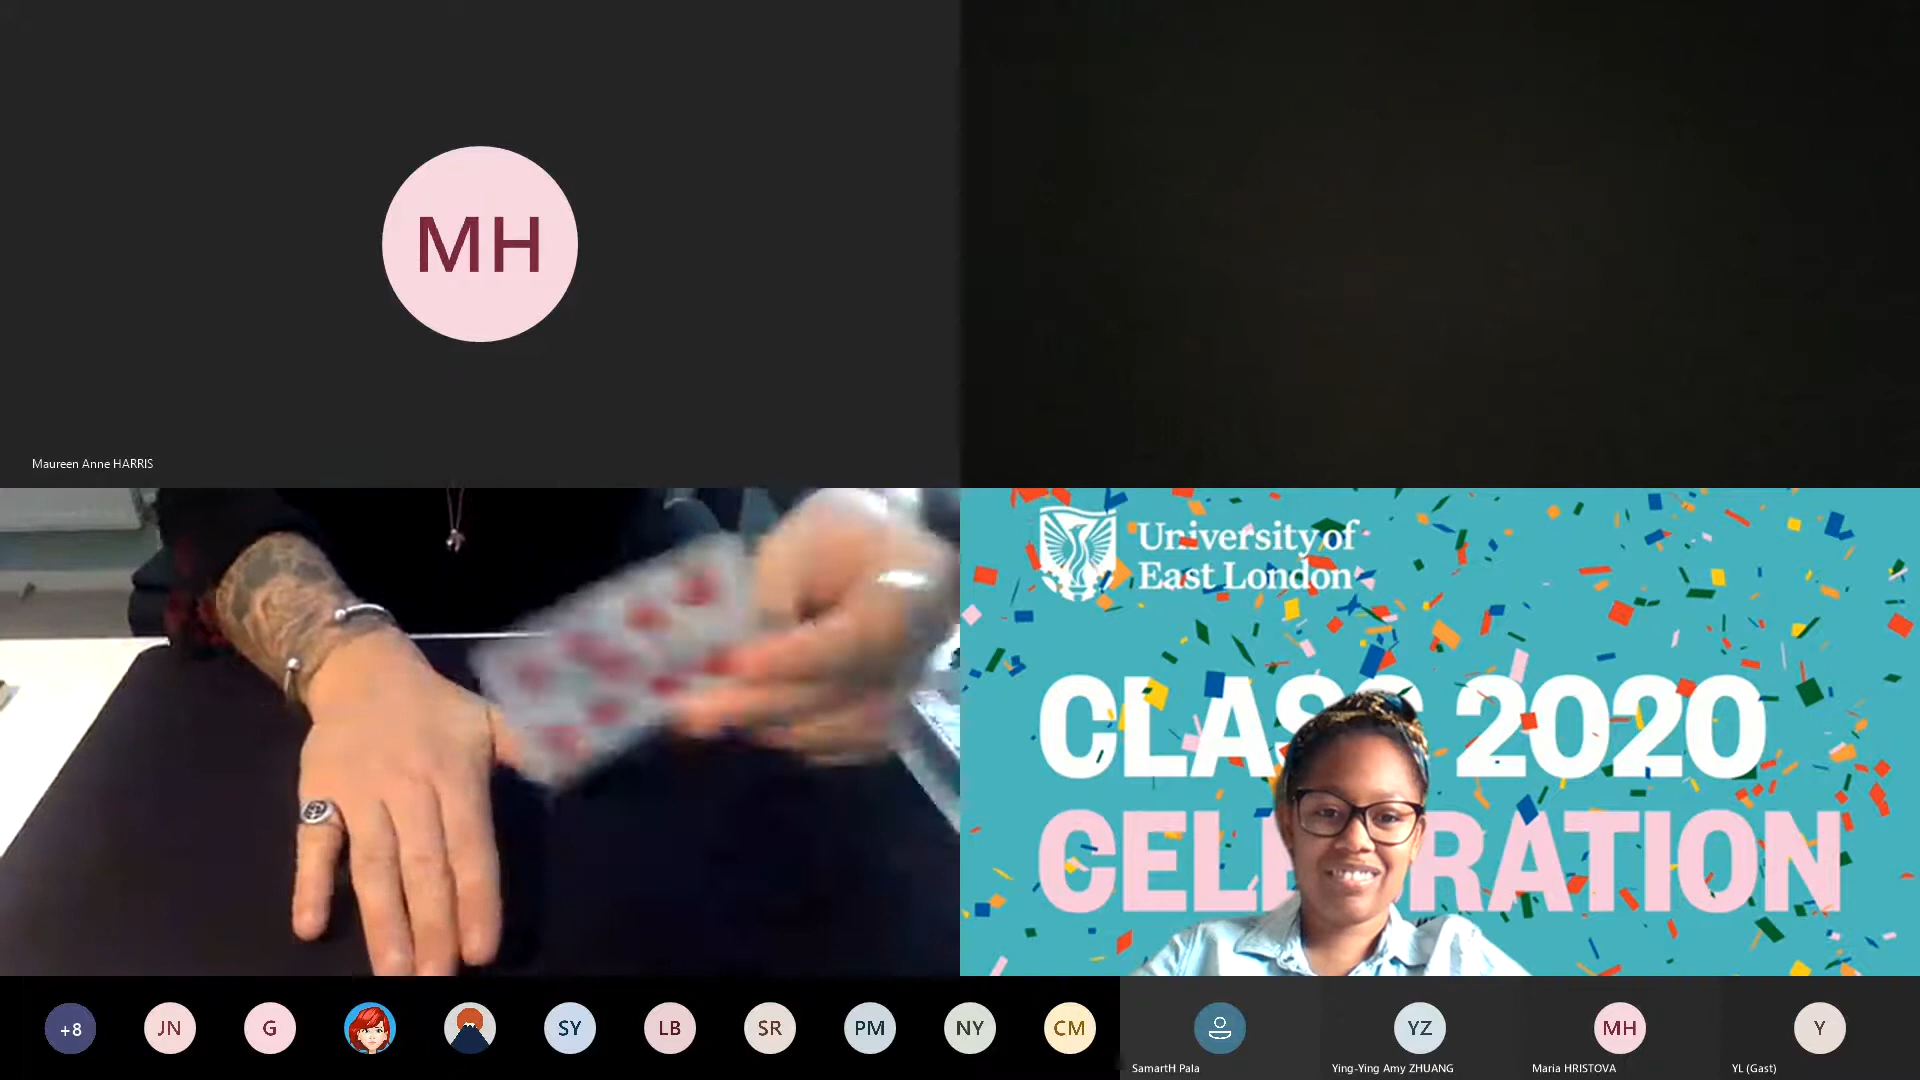 MH
Maureen Anne HARRIS
University of
East London
CLASS 2020
CELEBRATION
+8
JN
G
SY
LB
SR
PM
NY
CM
YZ
MH
Y
SamartH Pala
Ying-Ying Amy ZHUANG
Maria HRISTOVA
YL (Gast)